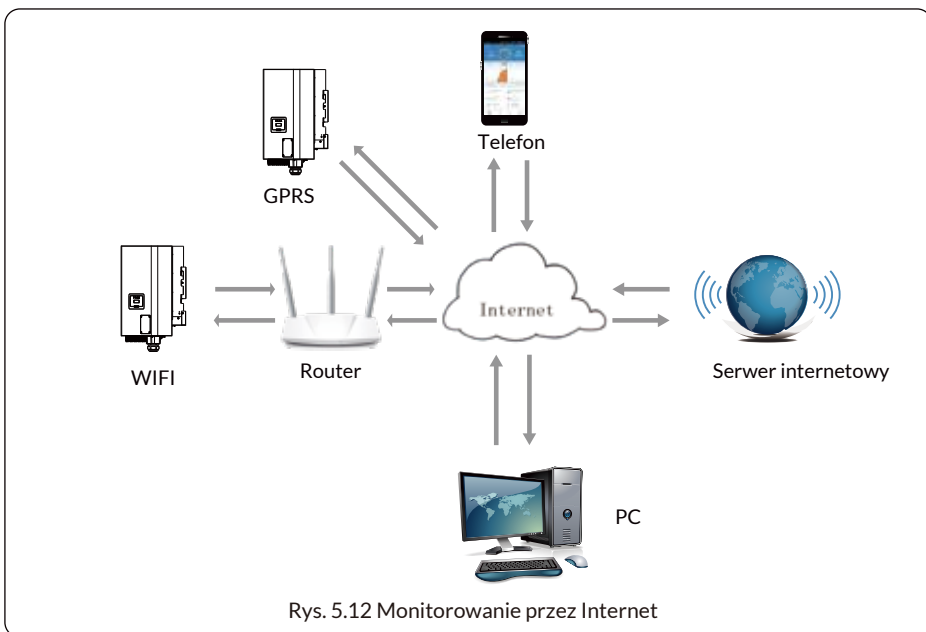 Telefon
GPRS
Internet
WIFI
Router
Serwer internetowy
PC
Rys. 5.12 Monitorowanie przez Internet